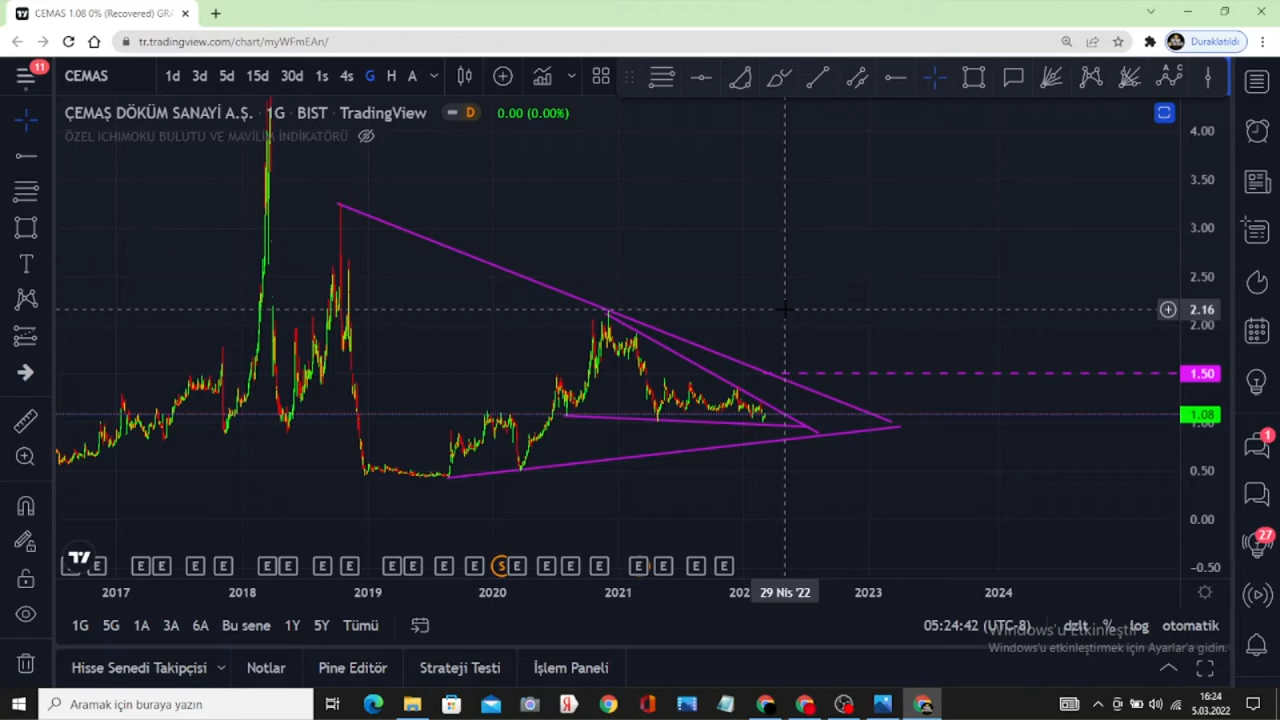 CEMAS 1.08 0% (Recovered) GRA
tr.tradingview.com/chart/myWFmEAn/
Duraklatıldı
11
CEMAS 1d 3d 5d 15d 30d 1s 4s G H A
A C
ÇEMAŞ DÖKÜM SANAYİ A.Ş. · 1G · BIST · TradingView D 0.00 (0.00%)
ÖZEL ICHIMOKU BULUTU VE MAVİLİM İNDİKATÖRÜ
4.00
3.50
3.00
2.50
2.16
2.00
1.50
1.08
1.00
0.50
0.00
−0.50
1
27
E E E E E E E E E E E S E E E E E E E E
2017 2018 2019 2020 2021 29 Nis '22 2023 2024
1G 5G 1A 3A 6A Bu sene 1Y 5Y Tümü 05:24:42 (UTC-8) dzlt % log otomatik
Windows'u Etkinleştir
Windows'u etkinleştirmek için Ayarlar'a gidin.
Hisse Senedi Takipçisi Notlar Pine Editör Strateji Testi İşlem Paneli
Aramak için buraya yazın
16:24
5.03.2022